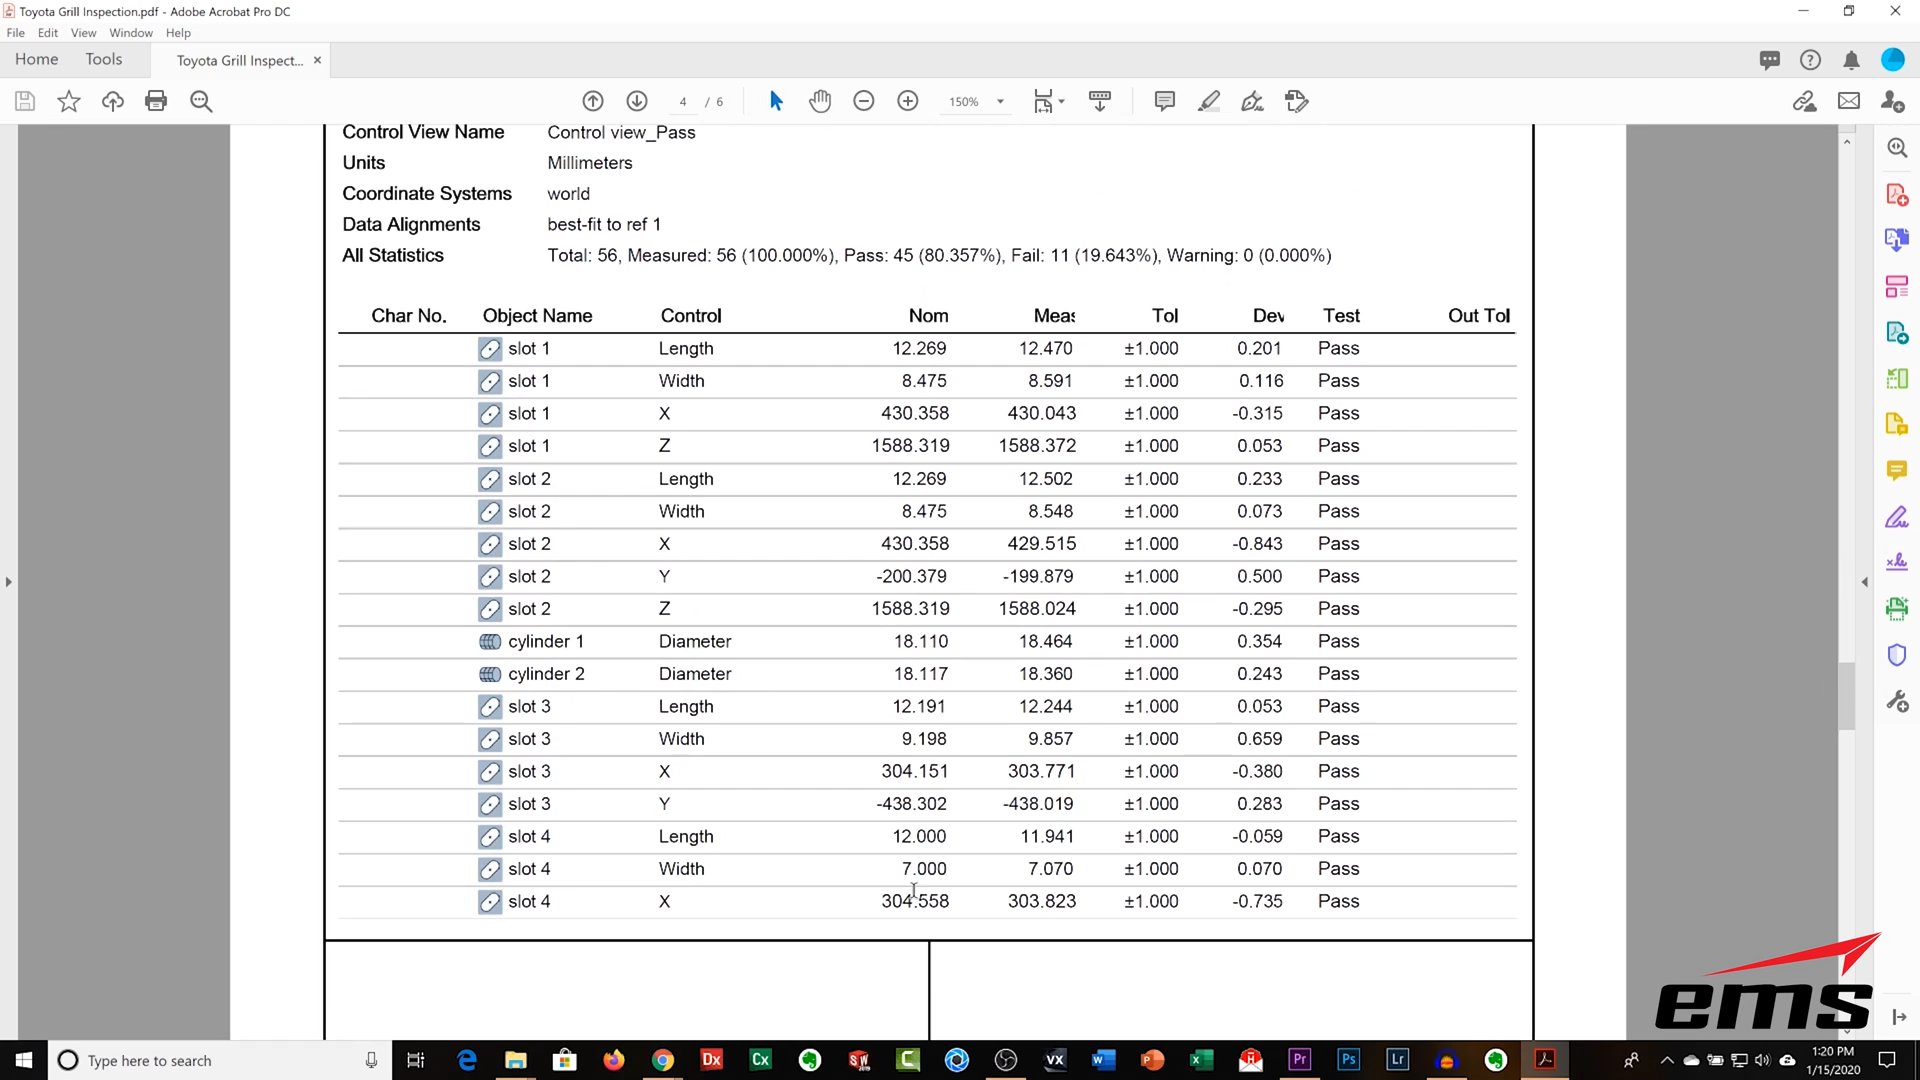 Toyota Grill Inspection.pdf - Adobe Acrobat Pro DC
File Edit View Window Help
Home Tools Toyota Grill Inspect... ×
4 / 6 150%
Control View Name Control view_Pass
Units Millimeters
Coordinate Systems world
Data Alignments best-fit to ref 1
All Statistics Total: 56, Measured: 56 (100.000%), Pass: 45 (80.357%), Fail: 11 (19.643%), Warning: 0 (0.000%)
Char No. Object Name Control Nom Meas Tol Dev Test Out Tol
slot 1 Length 12.269 12.470 ±1.000 0.201 Pass
slot 1 Width 8.475 8.591 ±1.000 0.116 Pass
slot 1 X 430.358 430.043 ±1.000 -0.315 Pass
slot 1 Z 1588.319 1588.372 ±1.000 0.053 Pass
slot 2 Length 12.269 12.502 ±1.000 0.233 Pass
slot 2 Width 8.475 8.548 ±1.000 0.073 Pass
slot 2 X 430.358 429.515 ±1.000 -0.843 Pass
slot 2 Y -200.379 -199.879 ±1.000 0.500 Pass
slot 2 Z 1588.319 1588.024 ±1.000 -0.295 Pass
cylinder 1 Diameter 18.110 18.464 ±1.000 0.354 Pass
cylinder 2 Diameter 18.117 18.360 ±1.000 0.243 Pass
slot 3 Length 12.191 12.244 ±1.000 0.053 Pass
slot 3 Width 9.198 9.857 ±1.000 0.659 Pass
slot 3 X 304.151 303.771 ±1.000 -0.380 Pass
slot 3 Y -438.302 -438.019 ±1.000 0.283 Pass
slot 4 Length 12.000 11.941 ±1.000 -0.059 Pass
slot 4 Width 7.000 7.070 ±1.000 0.070 Pass
slot 4 X 304.558 303.823 ±1.000 -0.735 Pass
ems
Type here to search Dx Cx SW 2019 VX Pr Ps Lr 1:20 PM
1/15/2020